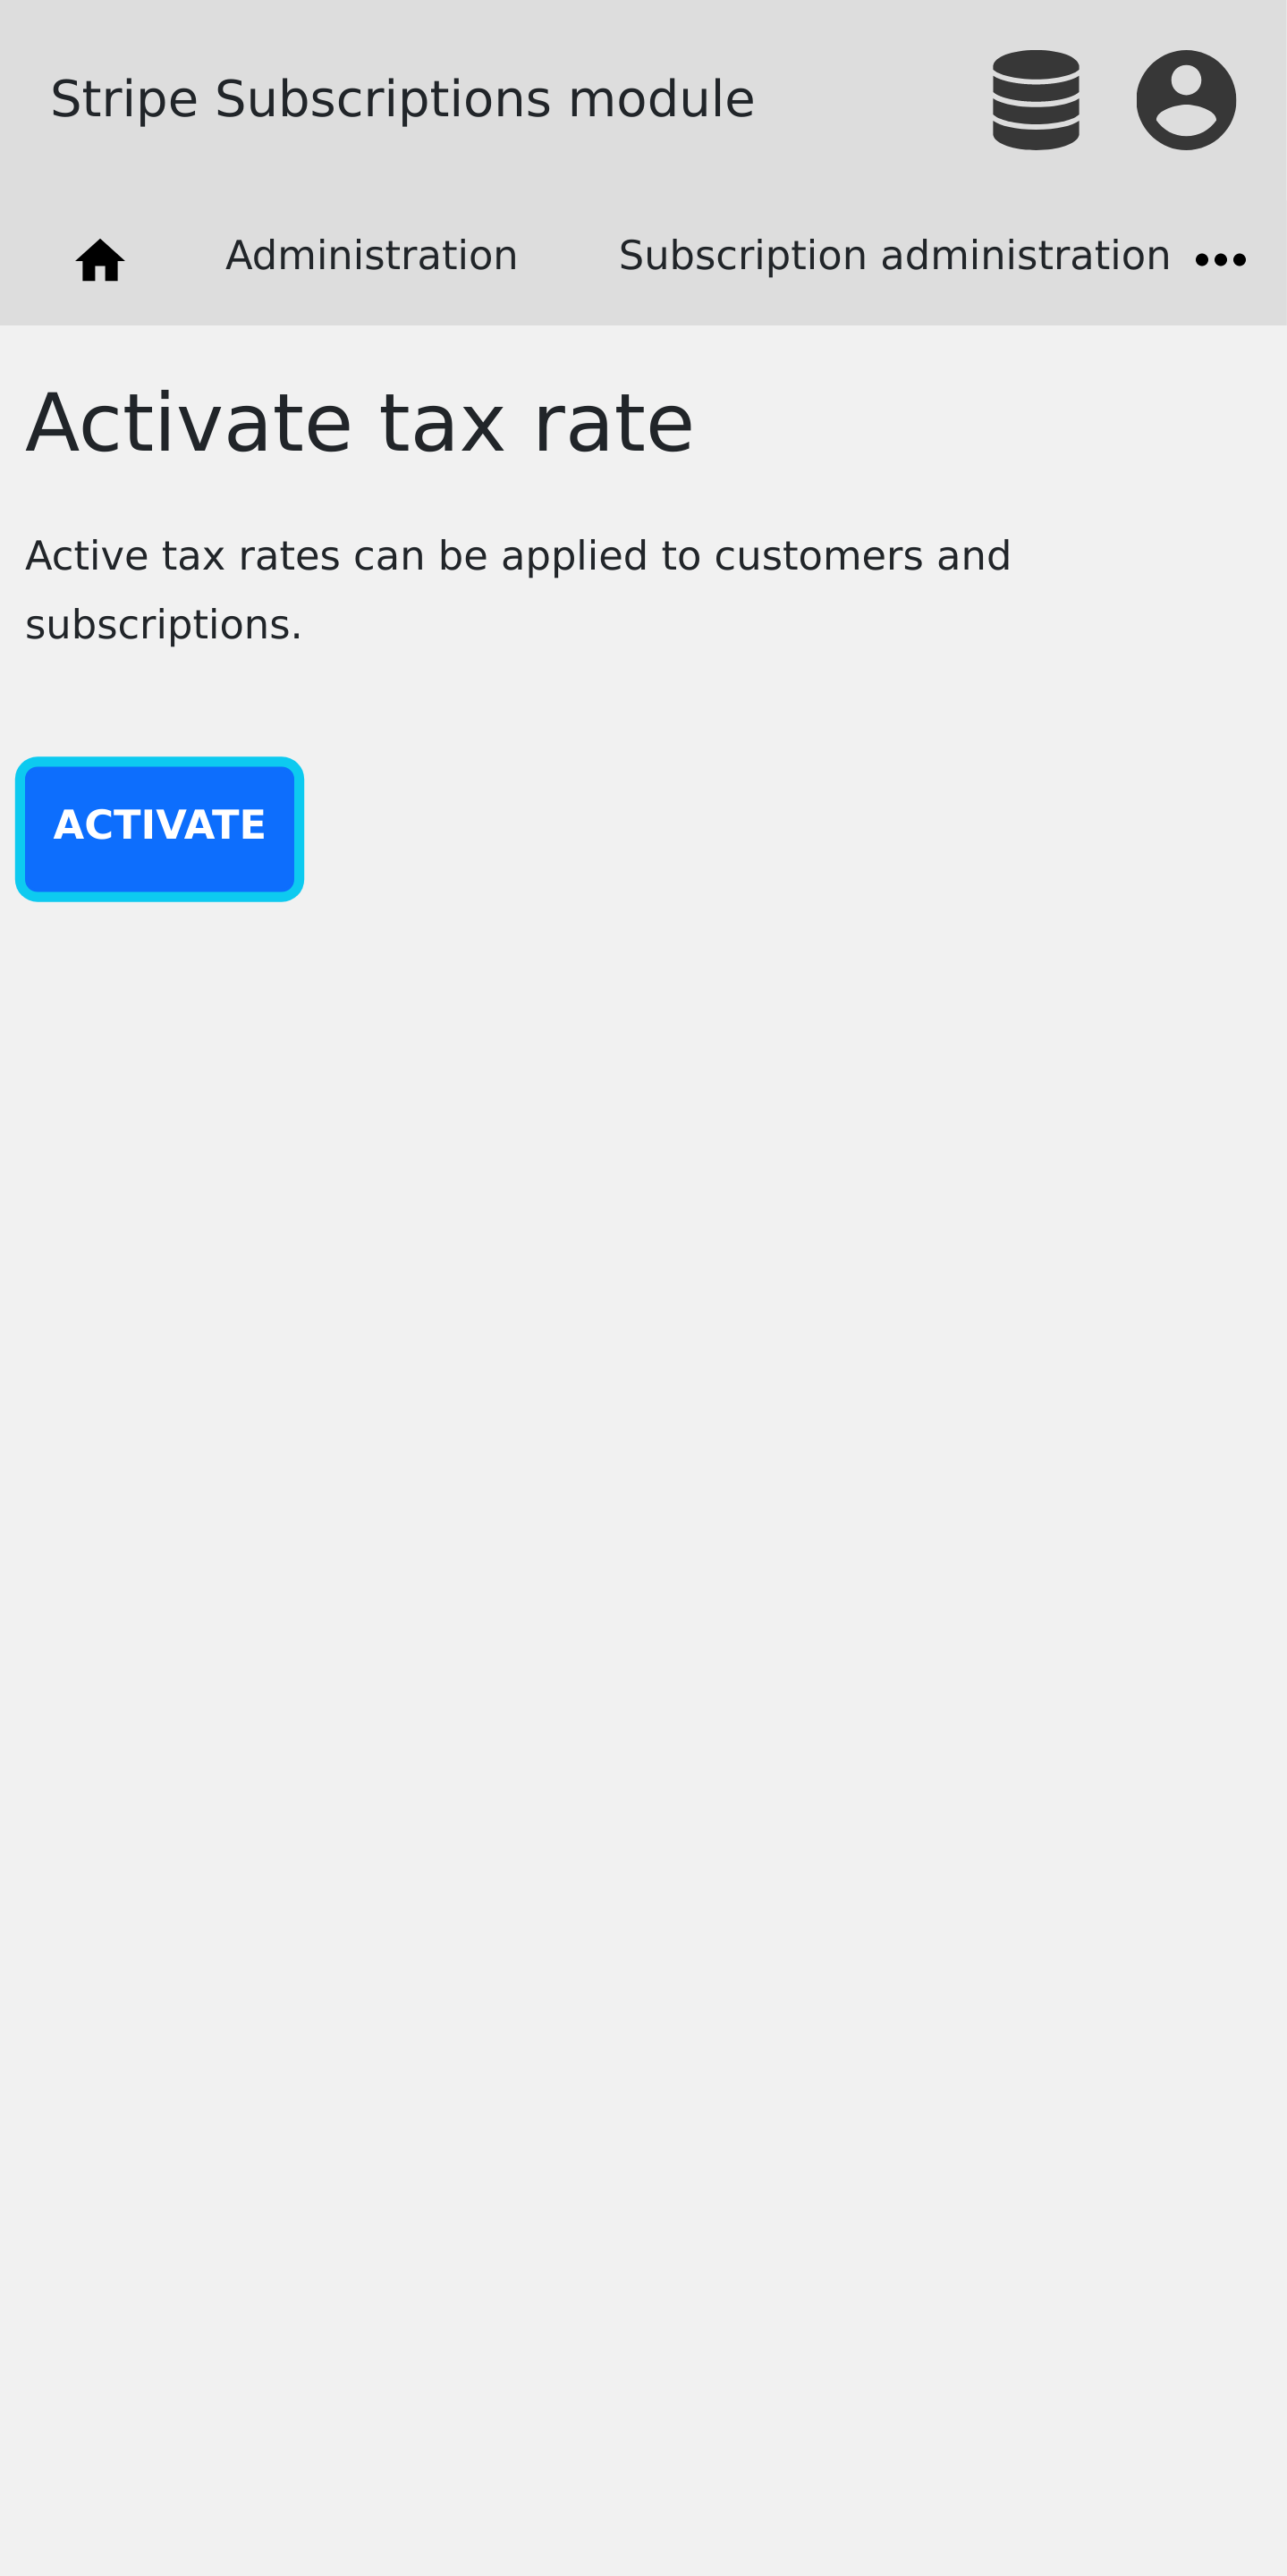 Stripe Subscriptions module
Administration
Subscription administration
Activate tax rate
Active tax rates can be applied to customers and
subscriptions.
ACTIVATE